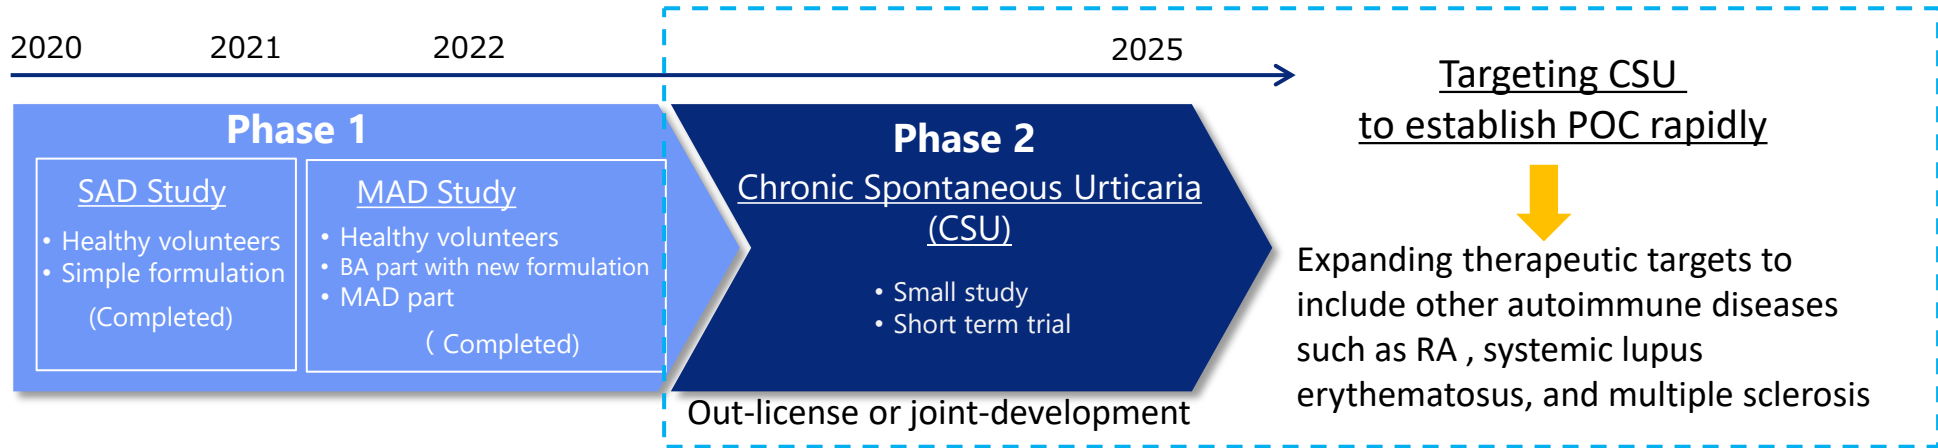 2020
2021
2022
2025
Phase 1
SAD Study
• Healthy volunteers
• Simple formulation
(Completed)
MAD Study
• Healthy volunteers
• BA part with new formulation
• MAD part
( Completed)
Phase 2
Chronic Spontaneous Urticaria
(CSU)
• Small study
• Short term trial
Out-license or joint-development
Targeting CSU
to establish POC rapidly
Expanding therapeutic targets to
include other autoimmune diseases
such as RA , systemic lupus
erythematosus, and multiple sclerosis